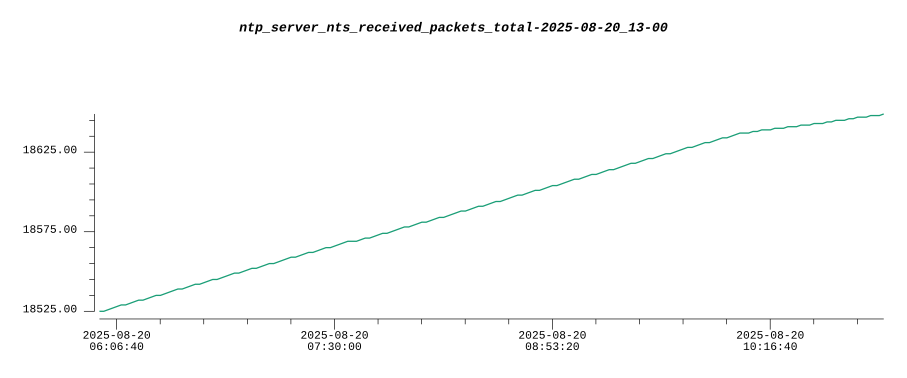 ntp_server_nts_received_packets_total-2025-08-20_13-00
18625.00
18575.00
18525.00
2025-08-20 2025-08-20 2025-08-20 2025-08-20
06:06:40 07:30:00 08:53:20 10:16:40